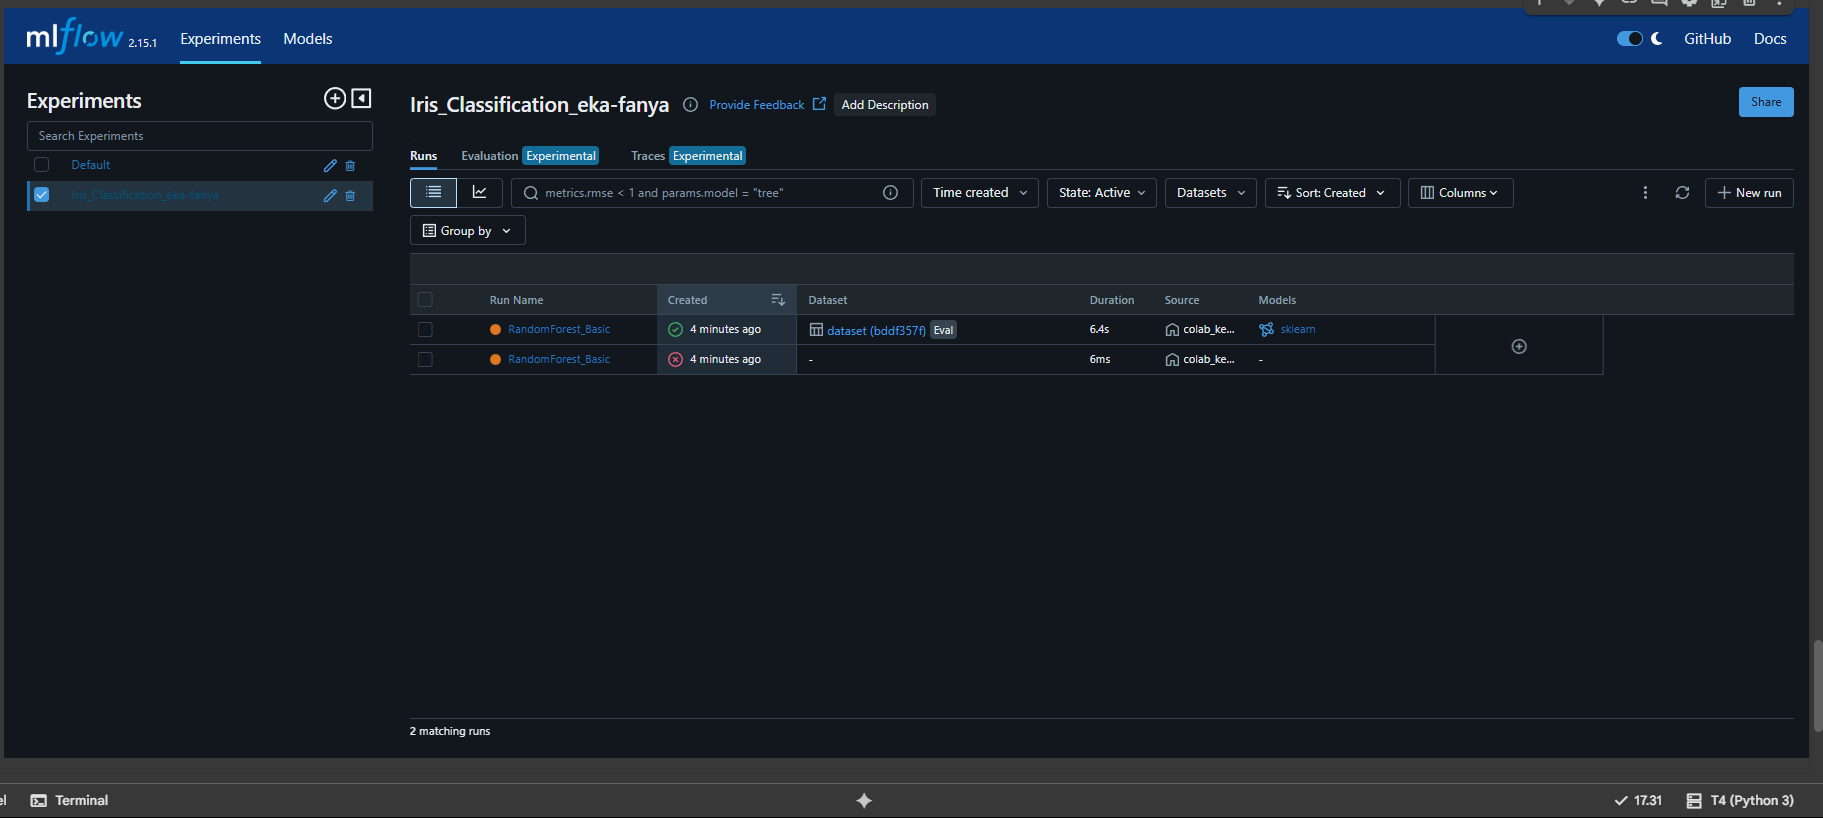 mlflow 2.15.1 Experiments Models GitHub Docs
Experiments
Search Experiments
Default
Iris_Classification_eka-fanya
Iris_Classification_eka-fanya Provide Feedback Add Description Share
Runs Evaluation Experimental Traces Experimental
metrics.rmse < 1 and params.model = "tree" Time created State: Active Datasets Sort: Created Columns New run
Group by
Run Name Created Dataset Duration Source Models
RandomForest_Basic 4 minutes ago dataset (bddf357f) Eval 6.4s colab_ke... sklearn
RandomForest_Basic 4 minutes ago - 6ms colab_ke... -
2 matching runs
Terminal 17.31 T4 (Python 3)